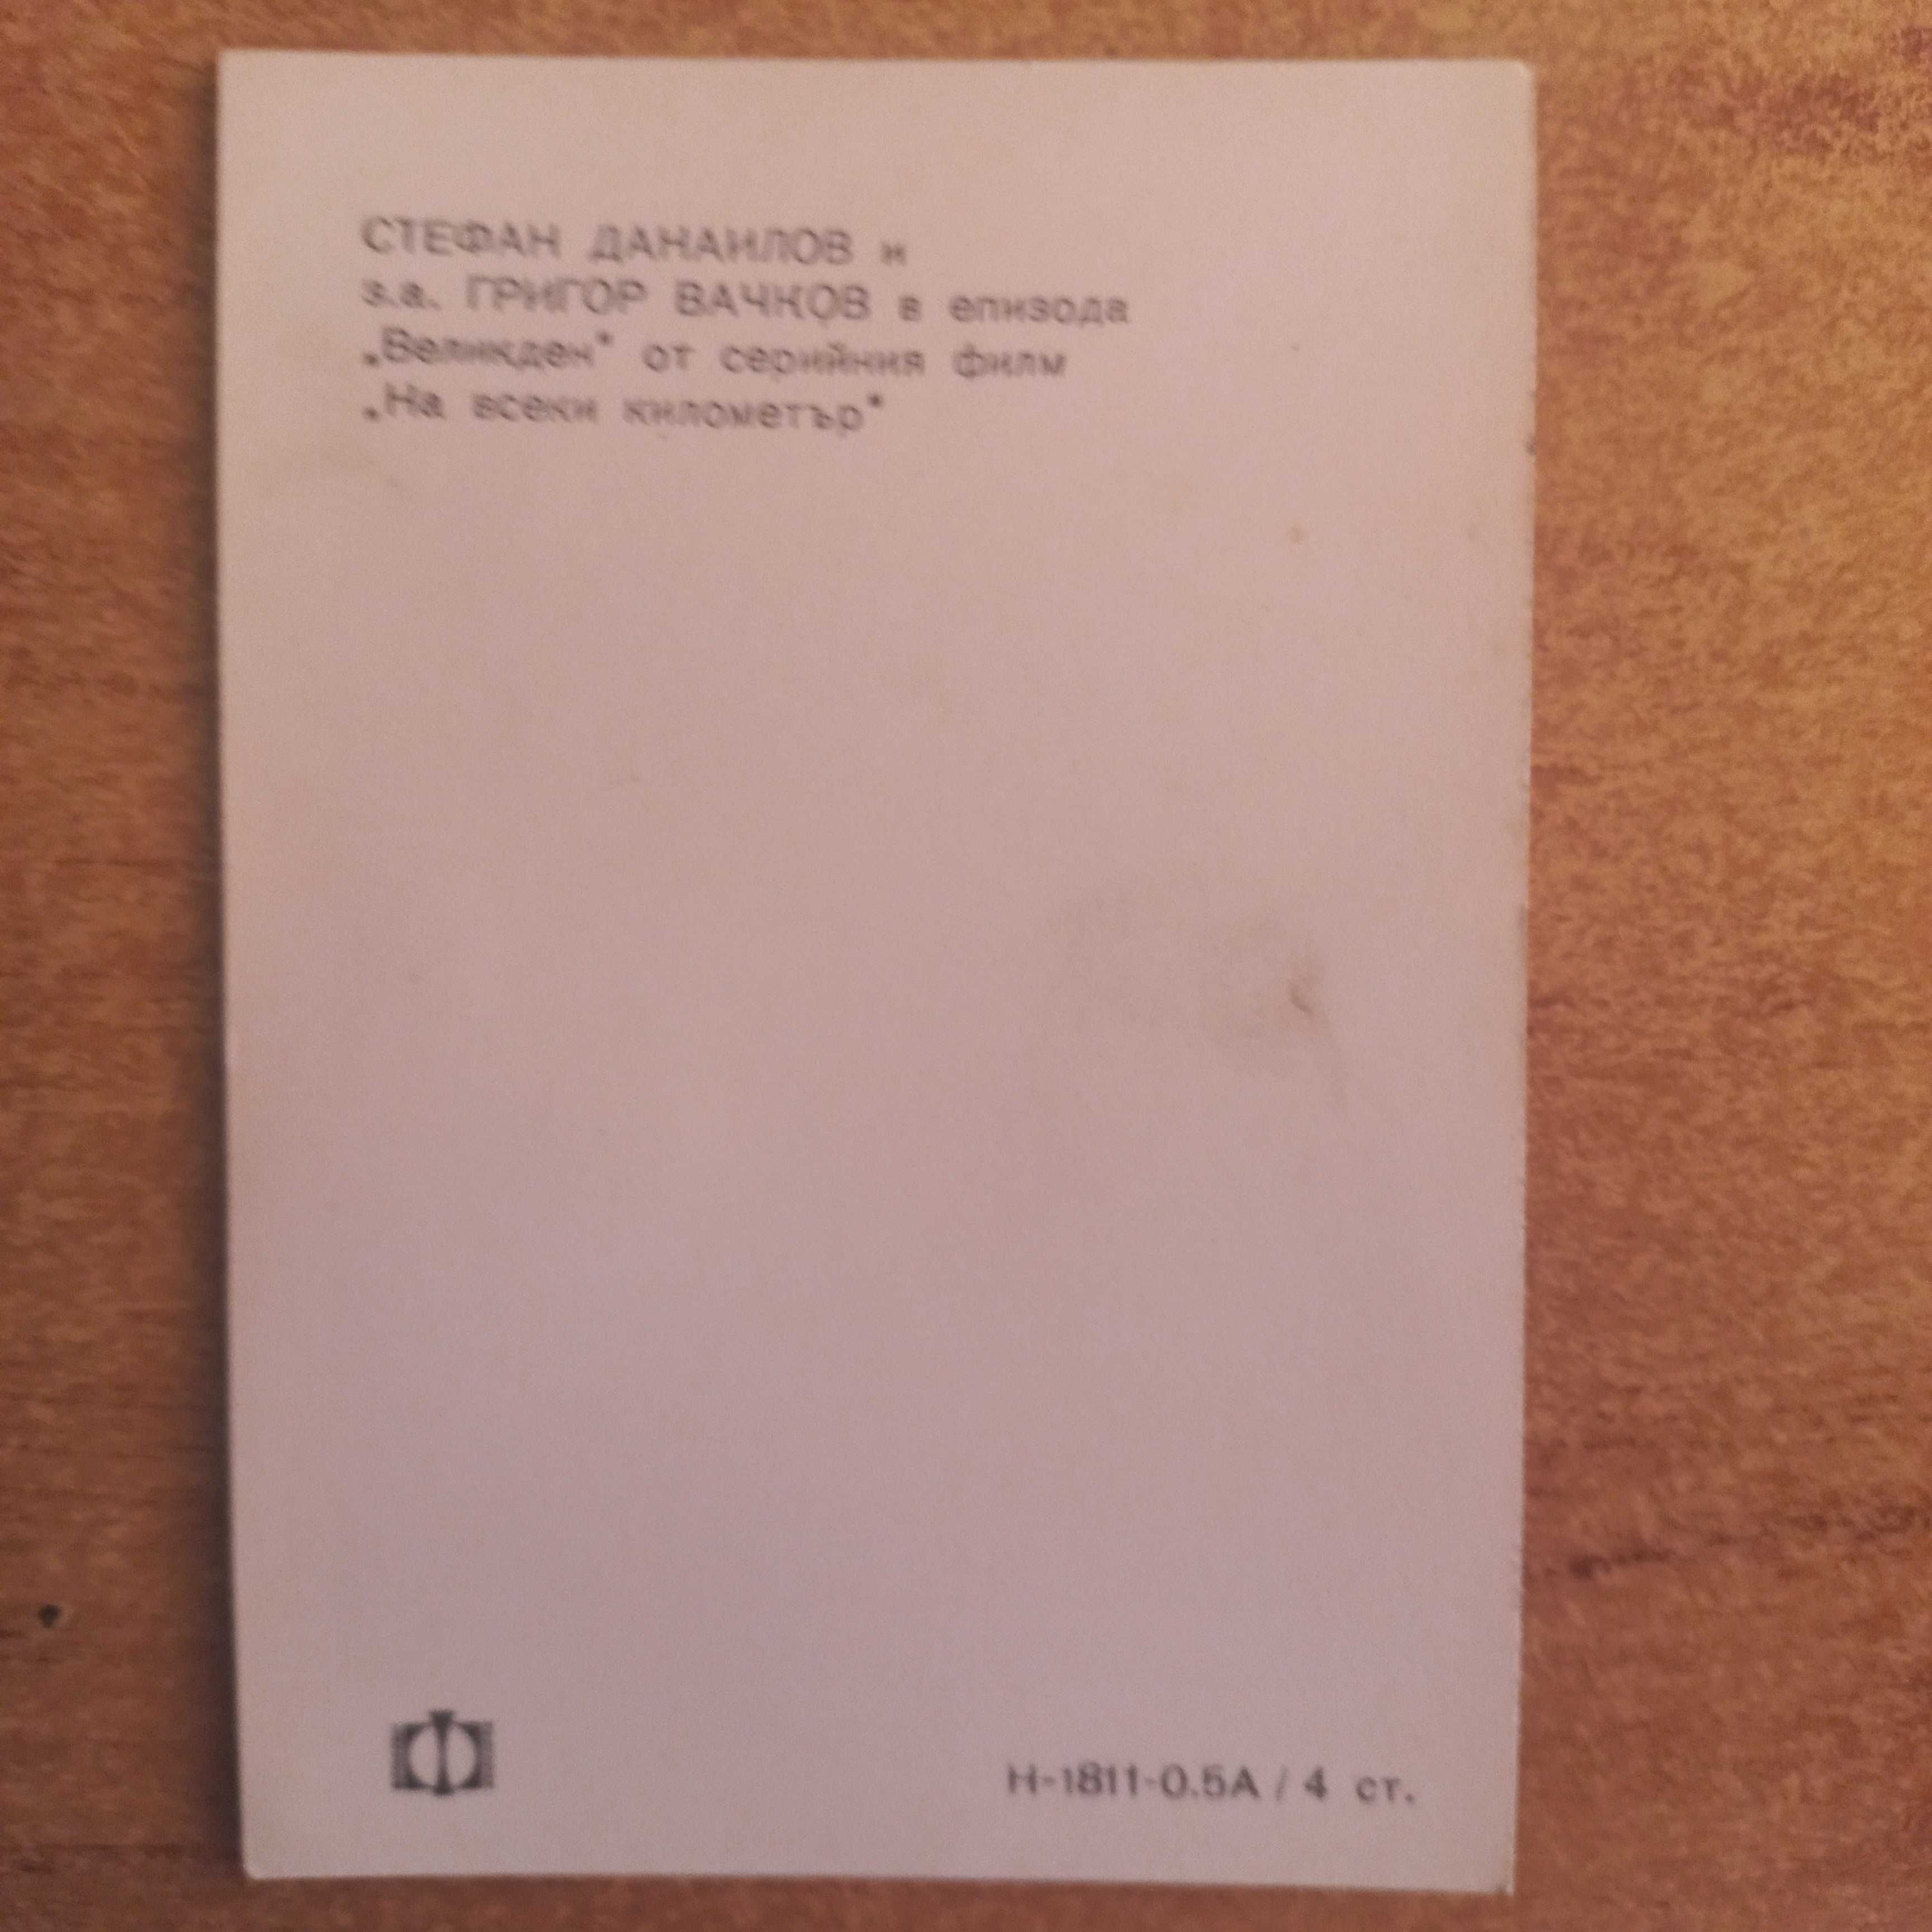 СТЕФАН ДАНАИЛОВ и
з.а. ГРИГОР ВАЧКОВ в епизода
„Великден“ от серийния филм
„На всеки километър“
Н-1811-0.5А / 4 ст.